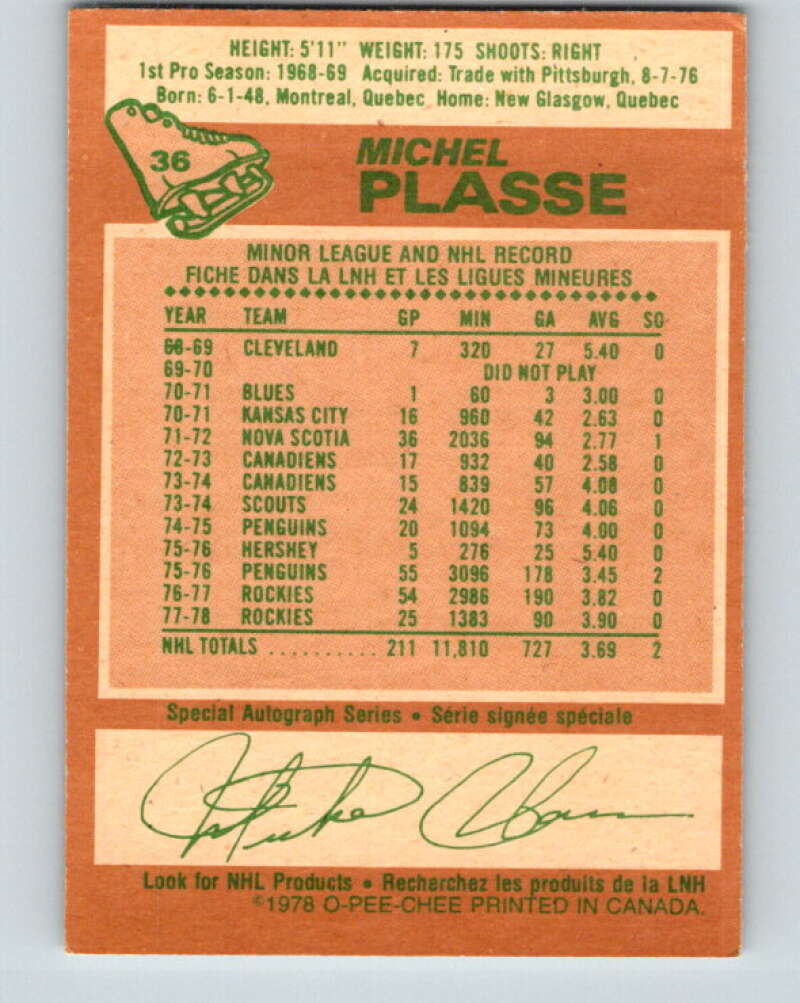 HEIGHT: 5'11" WEIGHT: 175 SHOOTS: RIGHT
1st Pro Season: 1968-69 Acquired: Trade with Pittsburgh, 8-7-76
Born: 6-1-48, Montreal, Quebec Home: New Glasgow, Quebec
36
MICHEL
PLASSE
MINOR LEAGUE AND NHL RECORD
FICHE DANS LA LNH ET LES LIGUES MINEURES
YEAR TEAM GP MIN GA AVG SO
68-69 CLEVELAND 7 320 27 5.40 0
69-70 DID NOT PLAY
70-71 BLUES 1 60 3 3.00 0
70-71 KANSAS CITY 16 960 42 2.63 0
71-72 NOVA SCOTIA 36 2036 94 2.77 1
72-73 CANADIENS 17 932 40 2.58 0
73-74 CANADIENS 15 839 57 4.08 0
73-74 SCOUTS 24 1420 96 4.06 0
74-75 PENGUINS 20 1094 73 4.00 0
75-76 HERSHEY 5 276 25 5.40 0
75-76 PENGUINS 55 3096 178 3.45 2
76-77 ROCKIES 54 2986 190 3.82 0
77-78 ROCKIES 25 1383 90 3.90 0
NHL TOTALS .......... 211 11,810 727 3.69 2
Special Autograph Series • Série signée spéciale
Look for NHL Products • Recherchez les produits de la LNH
©1978 O-PEE-CHEE PRINTED IN CANADA.